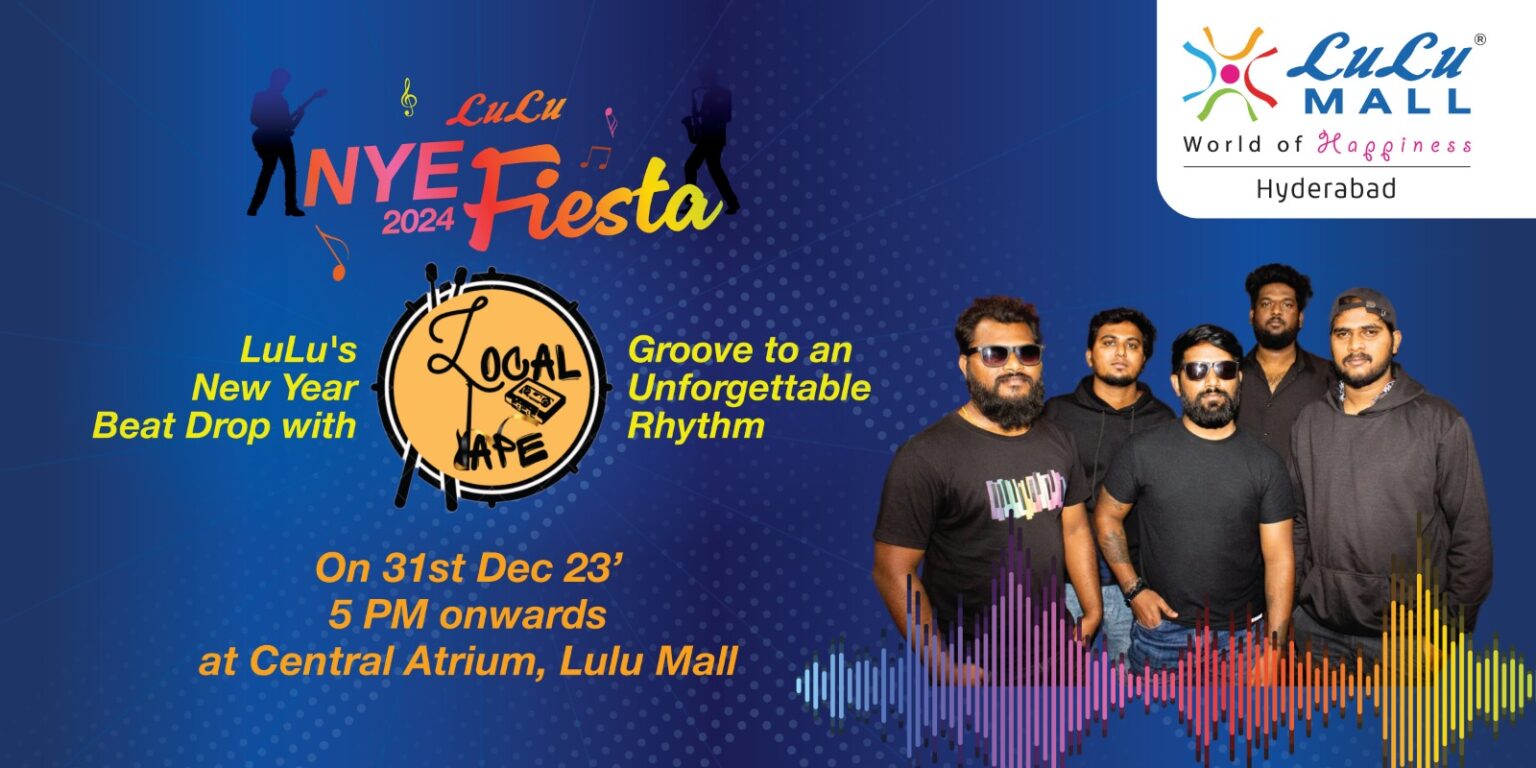 LuLu
NYE
2024
Fiesta
LuLu's
New Year
Beat Drop with
LOCAL
TAPE
Groove to an
Unforgettable
Rhythm
On 31st Dec 23’
5 PM onwards
at Central Atrium, Lulu Mall
LuLu®
MALL
World of Happiness
Hyderabad